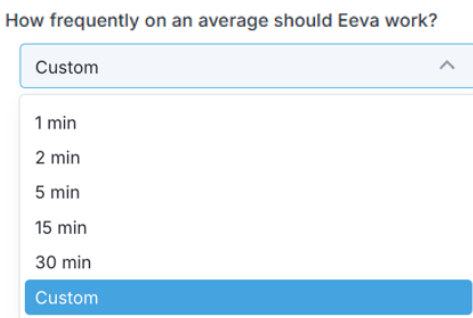 How frequently on an average should Eeva work?
Custom
1 min
2 min
5 min
15 min
30 min
Custom